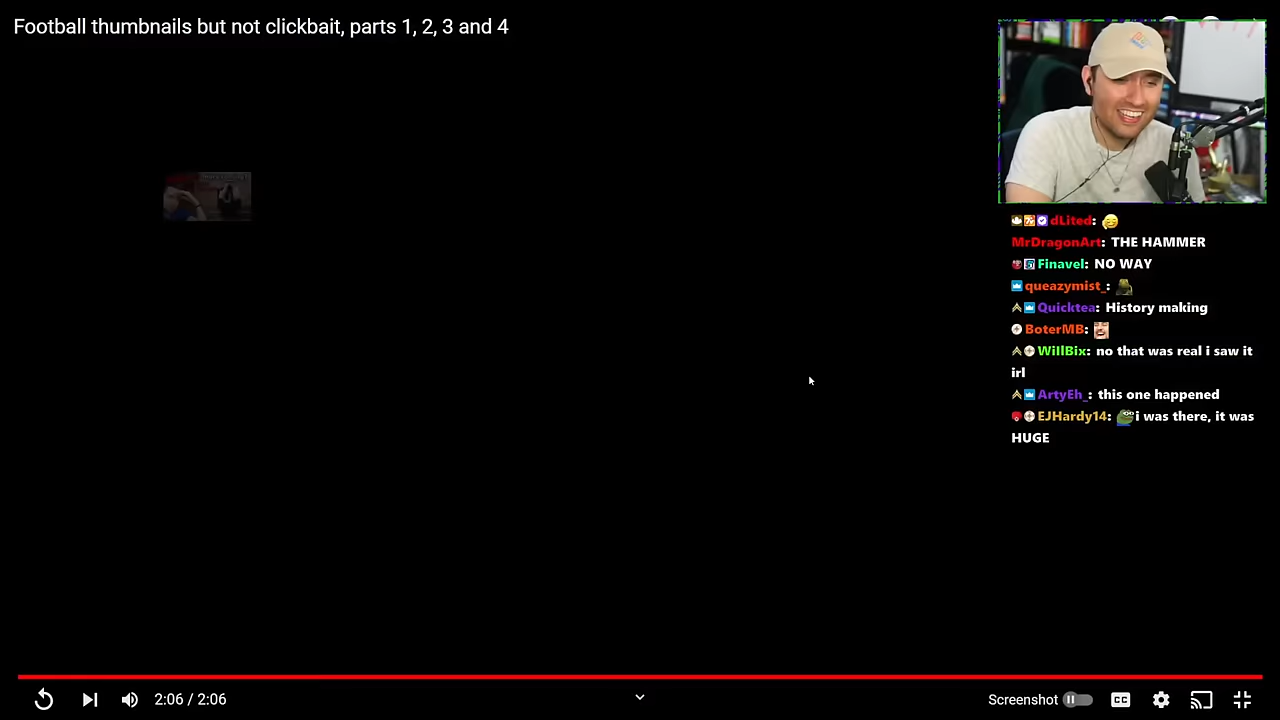 Football thumbnails but not clickbait, parts 1, 2, 3 and 4
dLited:
MrDragonArt: THE HAMMER
Finavel: NO WAY
queazymist_:
Quicktea: History making
BoterMB:
WillBix: no that was real i saw it
irl
ArtyEh_: this one happened
EJHardy14: i was there, it was
HUGE
2:06 / 2:06
Screenshot
CC